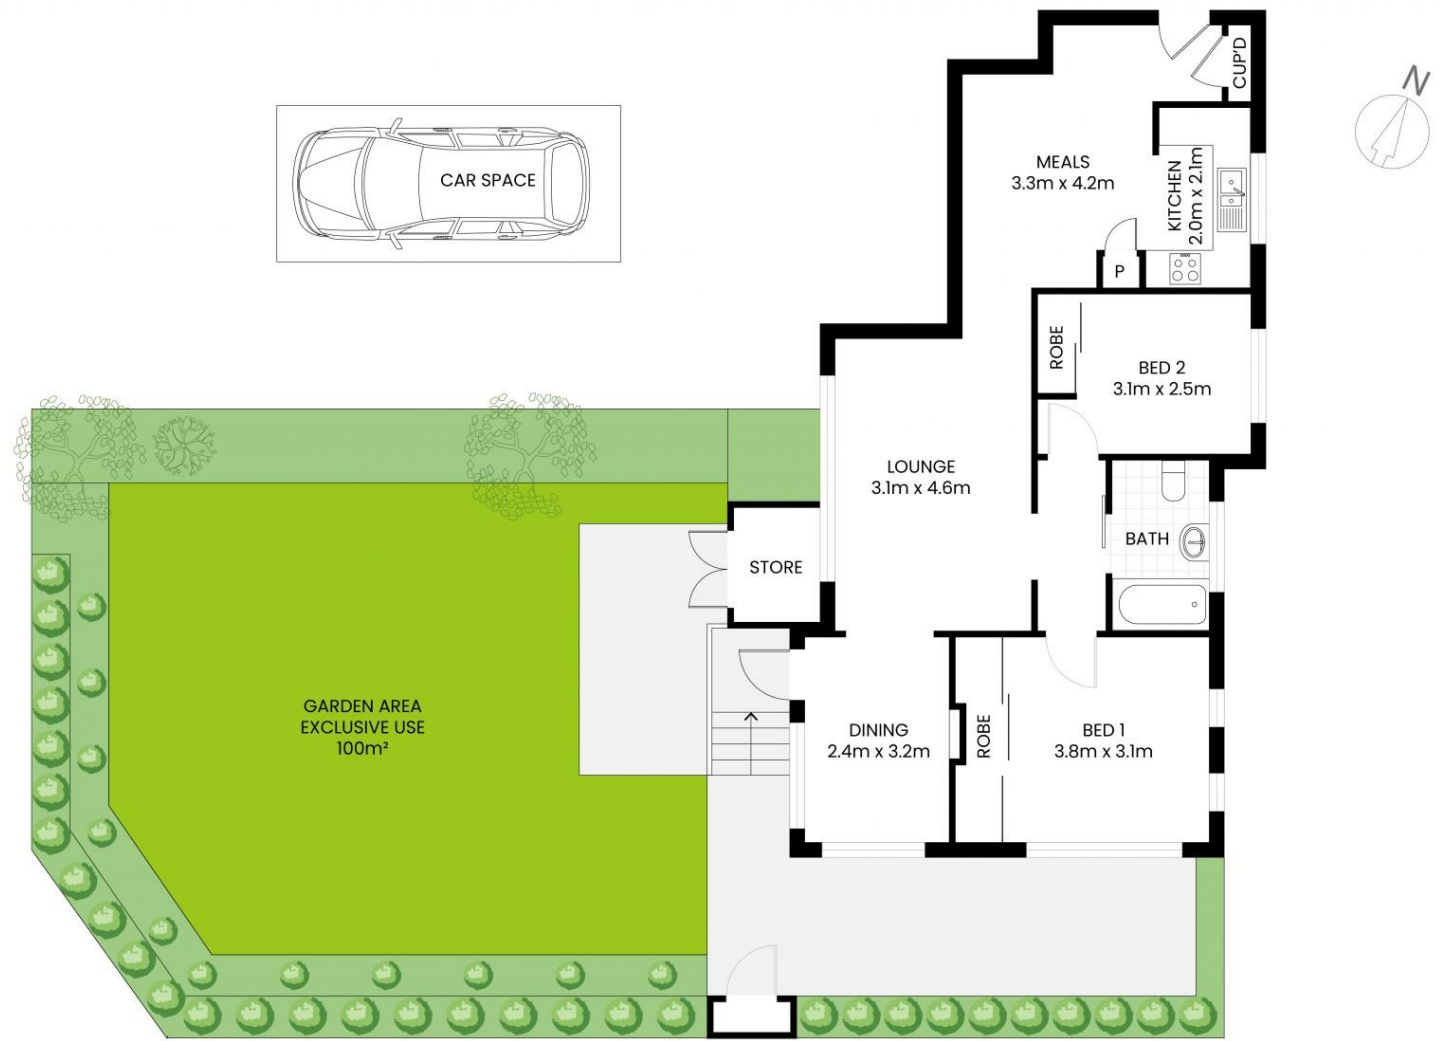 N
CUP'D
CAR SPACE
MEALS
3.3m x 4.2m
KITCHEN
2.0m x 2.1m
P
ROBE
BED 2
3.1m x 2.5m
LOUNGE
3.1m x 4.6m
BATH
STORE
GARDEN AREA
EXCLUSIVE USE
100m²
DINING
2.4m x 3.2m
ROBE
BED 1
3.8m x 3.1m